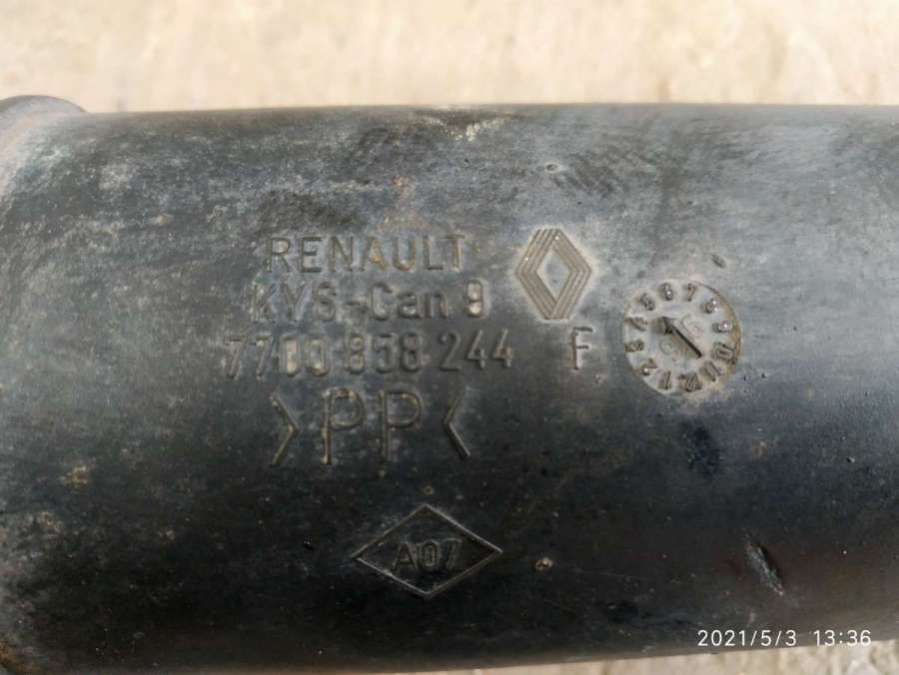 RENAULT
KYS-Can 9
7700 858 244 F
>PP<
A07
2021/5/3 13:36